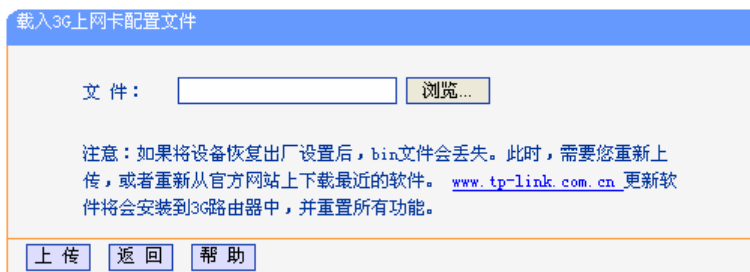 载入3G上网卡配置文件
文 件： 浏览...
注意：如果将设备恢复出厂设置后，bin文件会丢失。此时，需要您重新上
传，或者重新从官方网站上下载最近的软件。 www.tp-link.com.cn 更新软
件将会安装到3G路由器中，并重置所有功能。
上 传 返 回 帮 助